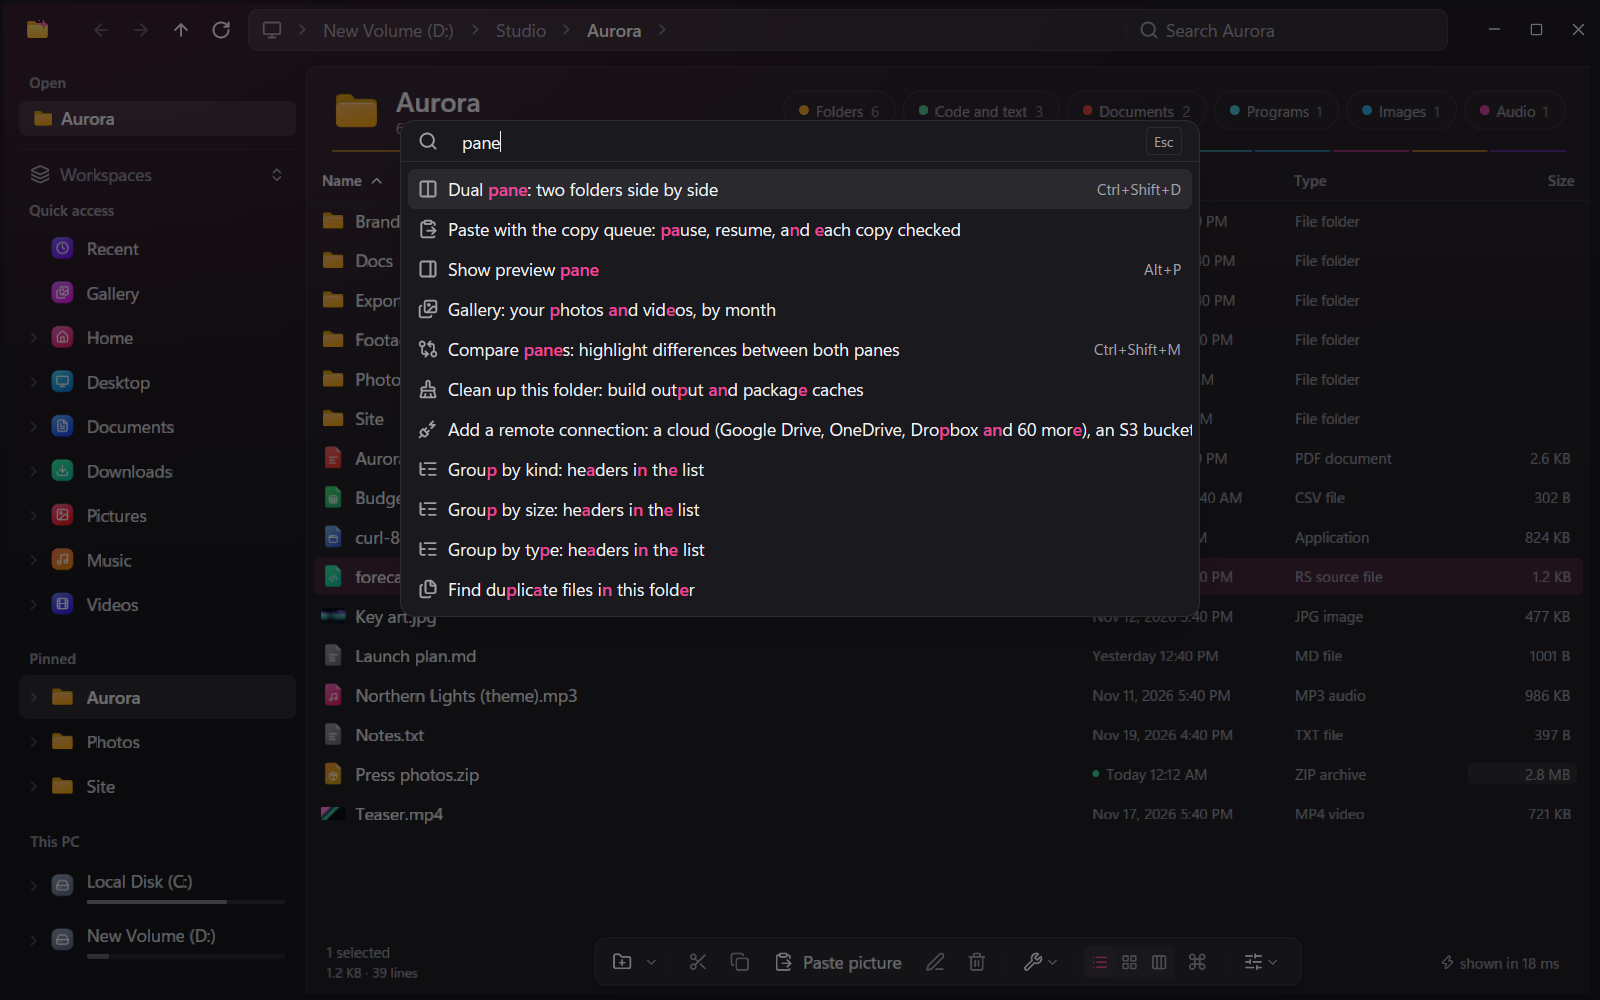 New Volume (D:) Studio Aurora
Search Aurora
Open
Aurora
Workspaces
Quick access
Recent
Gallery
Home
Desktop
Documents
Downloads
Pictures
Music
Videos
Pinned
Aurora
Photos
Site
This PC
Local Disk (C:)
New Volume (D:)
Aurora
Folders 6
Code and text 3
Documents 2
Programs 1
Images 1
Audio 1
pane
Esc
Dual pane: two folders side by side Ctrl+Shift+D
Paste with the copy queue: pause, resume, and each copy checked
Show preview pane Alt+P
Gallery: your photos and videos, by month
Compare panes: highlight differences between both panes Ctrl+Shift+M
Clean up this folder: build output and package caches
Add a remote connection: a cloud (Google Drive, OneDrive, Dropbox and 60 more), an S3 bucket
Group by kind: headers in the list
Group by size: headers in the list
Group by type: headers in the list
Find duplicate files in this folder
Name Type Size
Brand PM File folder
Docs PM File folder
PM File folder
PM File folder
File folder
Site File folder
PM PDF document 2.6 KB
AM CSV file 302 B
curl-8 Application 824 KB
PM RS source file 1.2 KB
Key art.jpg Nov 12, 2026 5:40 PM JPG image 477 KB
Launch plan.md Yesterday 12:40 PM MD file 1001 B
Northern Lights (theme).mp3 Nov 11, 2026 5:40 PM MP3 audio 986 KB
Notes.txt Nov 19, 2026 4:40 PM TXT file 397 B
Press photos.zip Today 12:12 AM ZIP archive 2.8 MB
Teaser.mp4 Nov 17, 2026 5:40 PM MP4 video 721 KB
1 selected
1.2 KB · 39 lines
Paste picture
shown in 18 ms